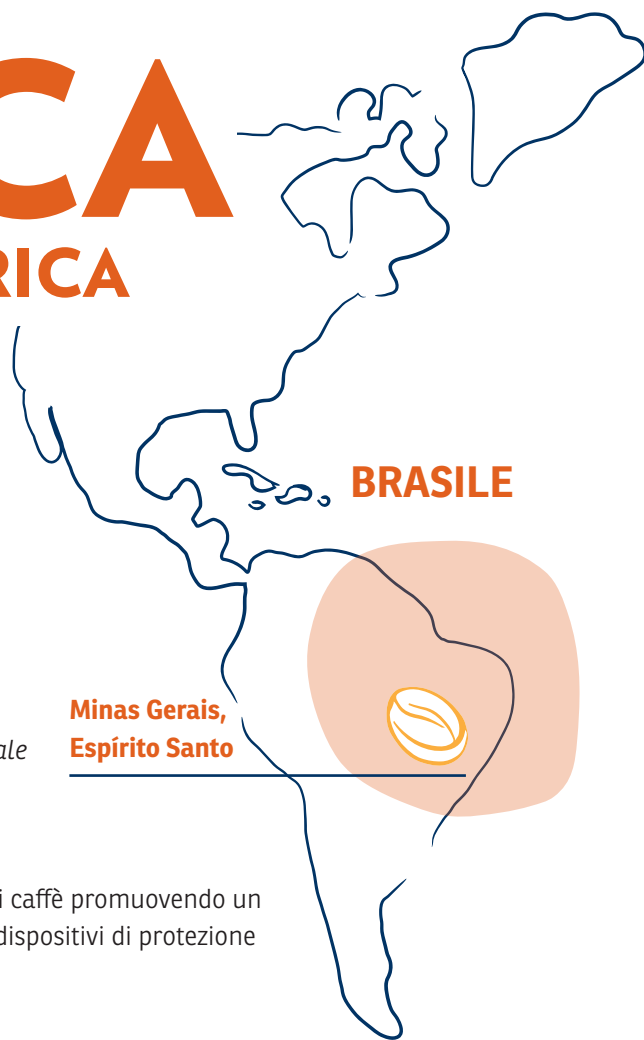 CA
RICA
BRASILE
Minas Gerais,
Espírito Santo
ale
i caffè promuovendo un
dispositivi di protezione